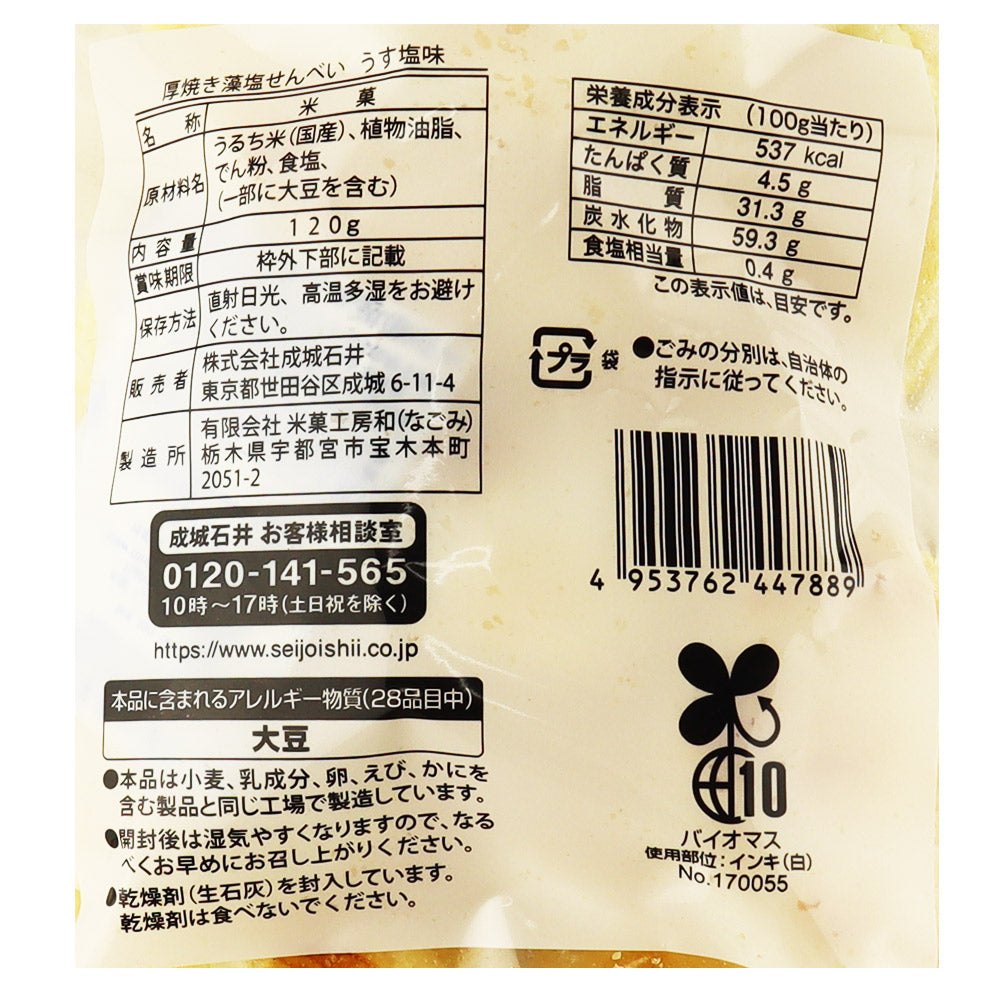 厚焼き藻塩せんべい うす塩味
名称 米菓
原材料名 うるち米(国産)、植物油脂、
でん粉、食塩、
(一部に大豆を含む)
内容量 120g
賞味期限 枠外下部に記載
保存方法 直射日光、高温多湿をお避け
ください。
販売者 株式会社成城石井
東京都世田谷区成城6-11-4
製造所 有限会社 米菓工房和(なごみ)
栃木県宇都宮市宝木本町
2051-2
成城石井 お客様相談室
0120-141-565
10時～17時(土日祝を除く)
https://www.seijoishii.co.jp
本品に含まれるアレルギー物質(28品目中)
大豆
●本品は小麦、乳成分、卵、えび、かにを
含む製品と同じ工場で製造しています。
●開封後は湿気やすくなりますので、なる
べくお早めにお召し上がりください。
●乾燥剤(生石灰)を封入しています。
乾燥剤は食べないでください。
栄養成分表示 (100g当たり)
エネルギー 537 kcal
たんぱく質 4.5 g
脂質 31.3 g
炭水化物 59.3 g
食塩相当量 0.4 g
この表示値は、目安です。
プラ 袋
●ごみの分別は、自治体の
指示に従ってください。
4 953762 447889
10
バイオマス
使用部位:インキ(白)
No.170055